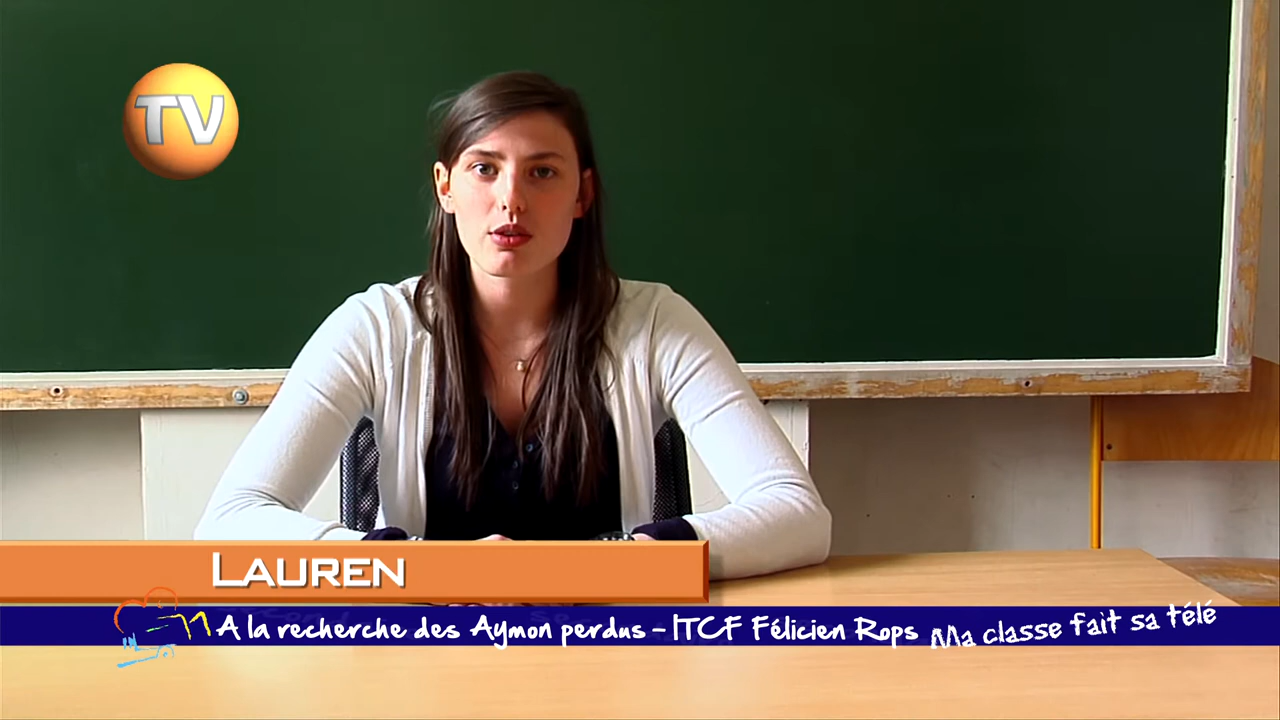 TV
LAUREN
A la recherche des Aymon perdus - ITCF Félicien Rops
Ma classe fait sa télé